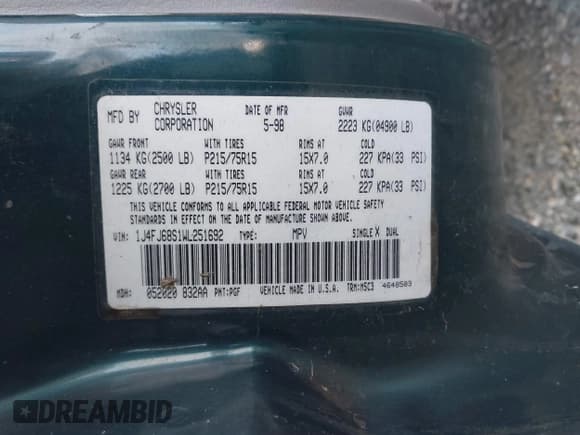 MFD BY CHRYSLER CORPORATION DATE OF MFR 5-98 GVWR 2223 KG(04900 LB)
GAWR FRONT WITH TIRES RIMS AT COLD
1134 KG(2500 LB) P215/75R15 15X7.0 227 KPA(33 PSI)
GAWR REAR WITH TIRES RIMS AT COLD
1225 KG(2700 LB) P215/75R15 15X7.0 227 KPA(33 PSI)
THIS VEHICLE CONFORMS TO ALL APPLICABLE FEDERAL MOTOR VEHICLE SAFETY
STANDARDS IN EFFECT ON THE DATE OF MANUFACTURE SHOWN ABOVE.
VIN: 1J4FJ68S1WL251692 TYPE: MPV SINGLE X DUAL
MDH: 052020 832AA PNT:PGF VEHICLE MADE IN U.S.A. TRM:MSC3 4648503
DREAMBID